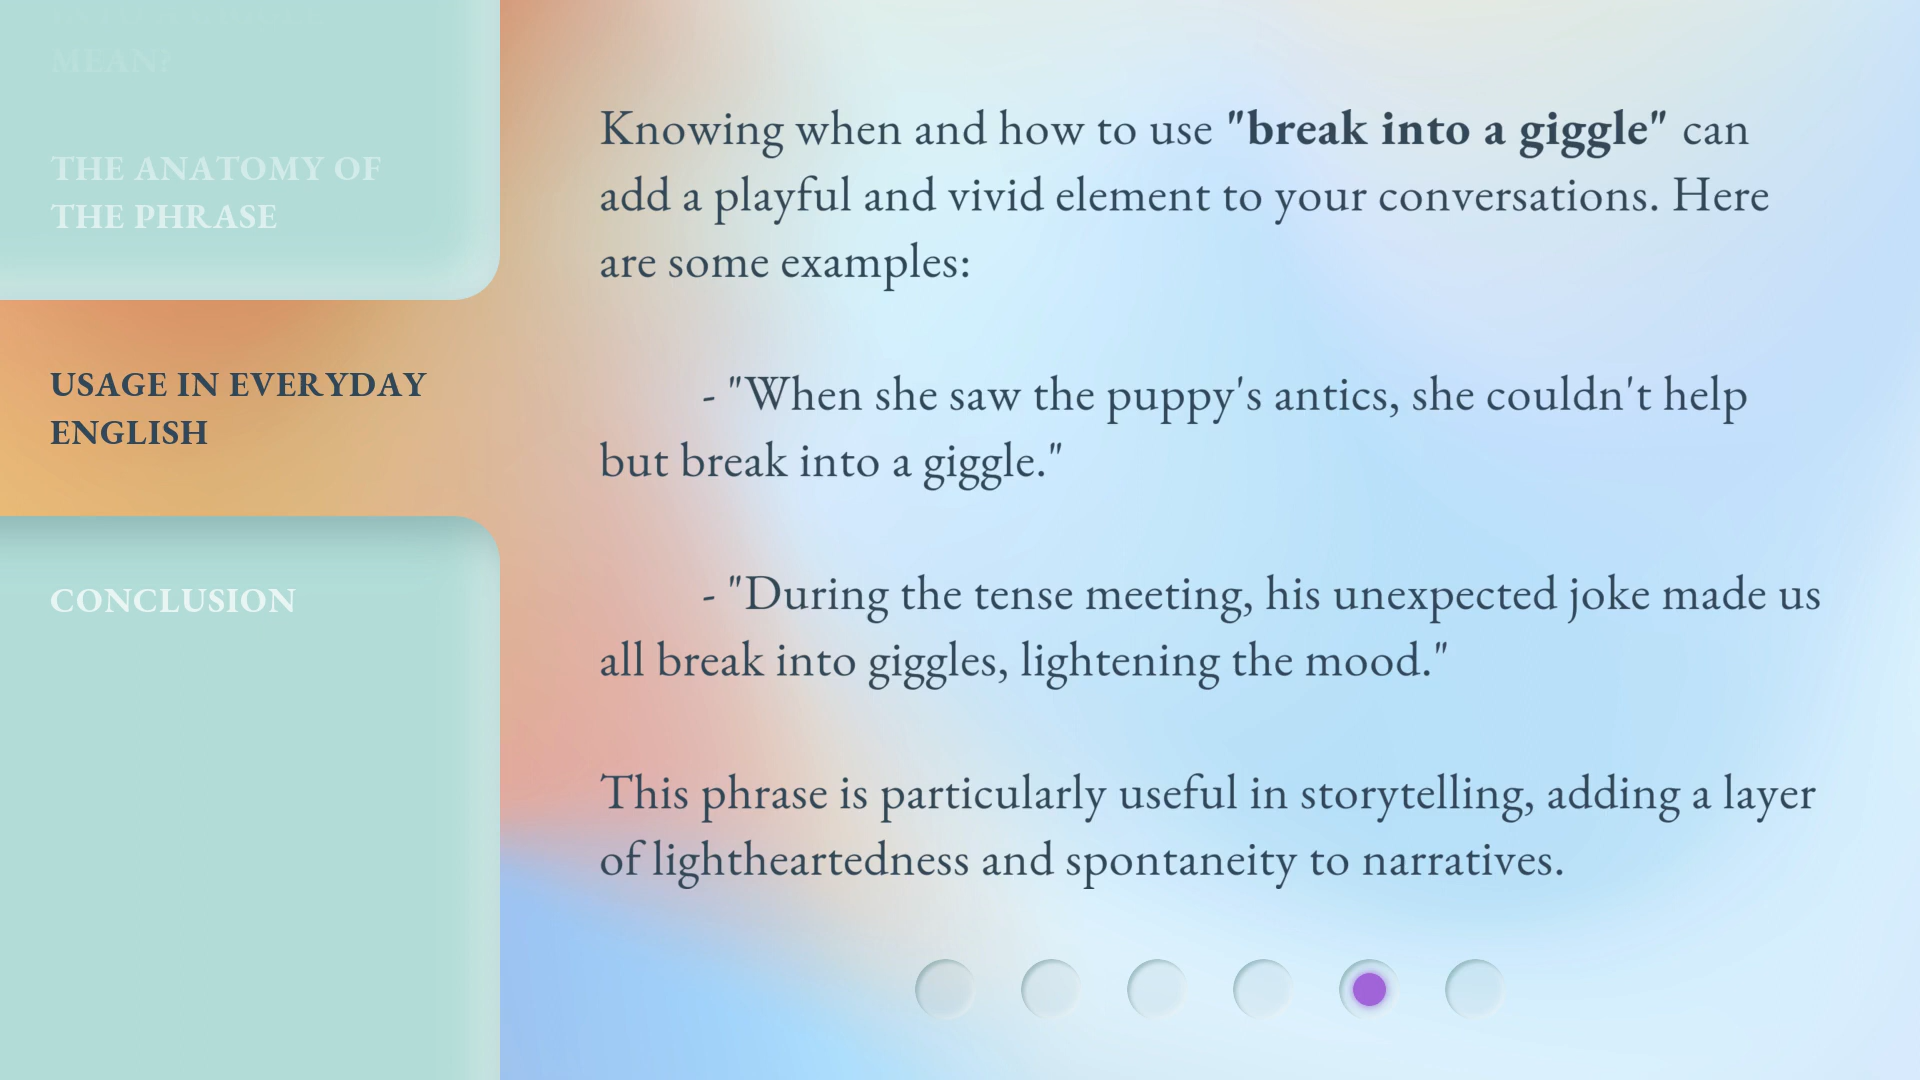 MEAN?
THE ANATOMY OF
THE PHRASE
USAGE IN EVERYDAY
ENGLISH
CONCLUSION
Knowing when and how to use "break into a giggle" can
add a playful and vivid element to your conversations. Here
are some examples:
- "When she saw the puppy's antics, she couldn't help
but break into a giggle."
- "During the tense meeting, his unexpected joke made us
all break into giggles, lightening the mood."
This phrase is particularly useful in storytelling, adding a layer
of lightheartedness and spontaneity to narratives.